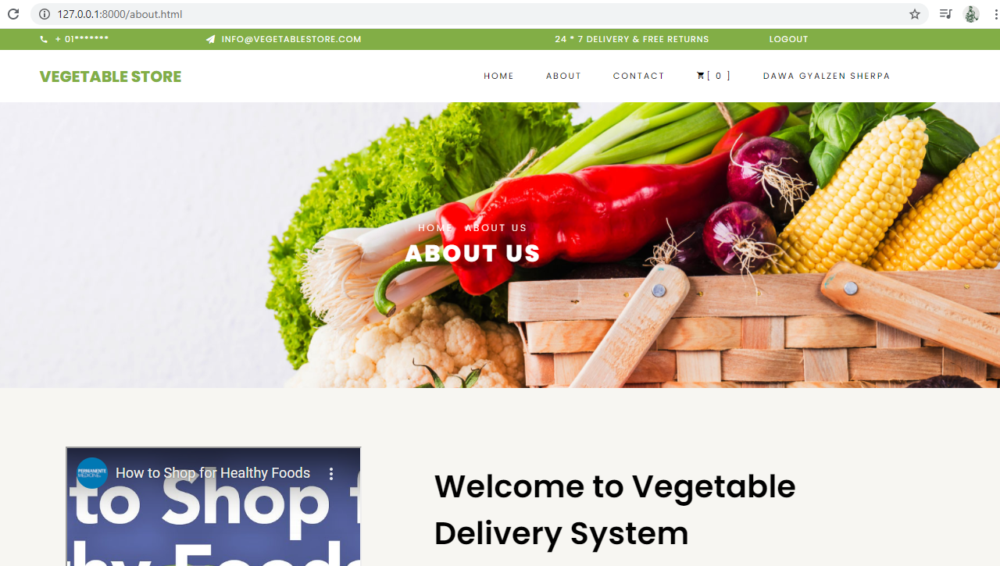 127.0.0.1:8000/about.html
+ 01******* INFO@VEGETABLESTORE.COM 24 * 7 DELIVERY & FREE RETURNS LOGOUT
VEGETABLE STORE HOME ABOUT CONTACT [ 0 ] DAWA GYALZEN SHERPA
HOME ABOUT US
ABOUT US
PERMANENTE
MEDICINE
How to Shop for Healthy Foods
to Shop f
hy Foods
Welcome to Vegetable
Delivery System